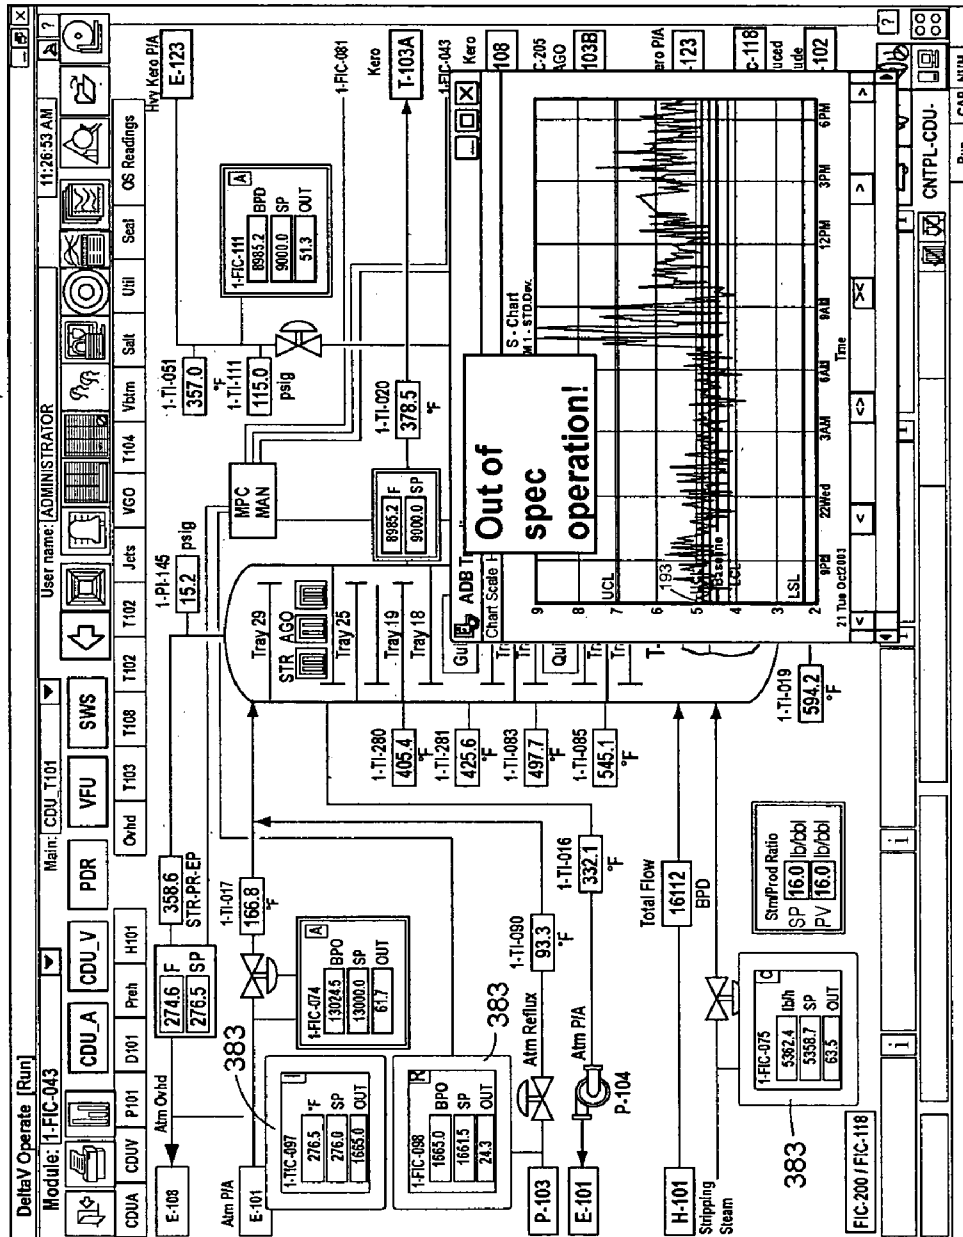 DeltaV Operate [Run]
Module: 1-FIC-043
Main: CDU_T101
User name: ADMINISTRATOR
11:26:53 AM
?
CDU_A
CDU_V
PDR
VFU
SWS
CDUA
CDUV
P101
D101
Preh
H101
Ovhd
T103
T108
T102
T102
Jets
VGO
T104
Vbtm
Salt
Util
Seal
OS Readings
E-108
Atm Ovhd
274.6 F
276.5 SP
358.6
STR-PR-EP
1-PI-145
15.2 psig
MPC
MAN
Hvy Kero P/A
E-123
1-TI-051
357.0
°F
1-TI-111
115.0
psig
1-FIC-111
A
8985.2 BPD
9000.0 SP
51.3 OUT
1-FIC-081
Kero
T-103A
1-FIC-043
1-TI-020
378.5
°F
8985.2 F
9000.0 SP
Atm P/A
E-101
1-TI-017
166.8
°F
383
1-TIC-097
I
276.5 °F
276.0 SP
1665.0 OUT
1-FIC-074
A
13024.5 BPO
13000.0 SP
61.7 OUT
1-FIC-098
R
1665.0 BPO
1661.5 SP
24.3 OUT
383
P-103
Atm Reflux
1-TI-090
93.3
°F
E-101
Atm P/A
P-104
1-TI-016
332.1
°F
Tray 29
STR AGO
Tray 25
Tray 19
Tray 18
1-TI-280
405.4
°F
1-TI-281
425.6
°F
1-TI-083
497.7
°F
1-TI-085
545.1
°F
H-101
Total Flow
16112
BPD
Stripping
Steam
1-FIC-075
C
5362.4 lb/h
5358.7 SP
63.5 OUT
383
Stm/Prod Ratio
SP 16.0 lb/bbl
PV 16.0 lb/bbl
1-TI-019
594.2
°F
FIC-200 / FIC-118
Kero
108
C-205
AGO
103B
ero P/A
-123
C-118
uced
ude
-102
ADB T
Chart Scale
S - Chart
M 1 - STD.Dev.
Out of
spec
operation!
9
8
7
6
5
4
3
2
UCL
193
UCL
Baseline
LCL
LSL
21 Tue Oct2003
22Wed
3AM
12PM
3PM
6PM
Time
<
<
<>
><
>
>
i
i
CNTPL-CDU-
Run
CAP
NUM